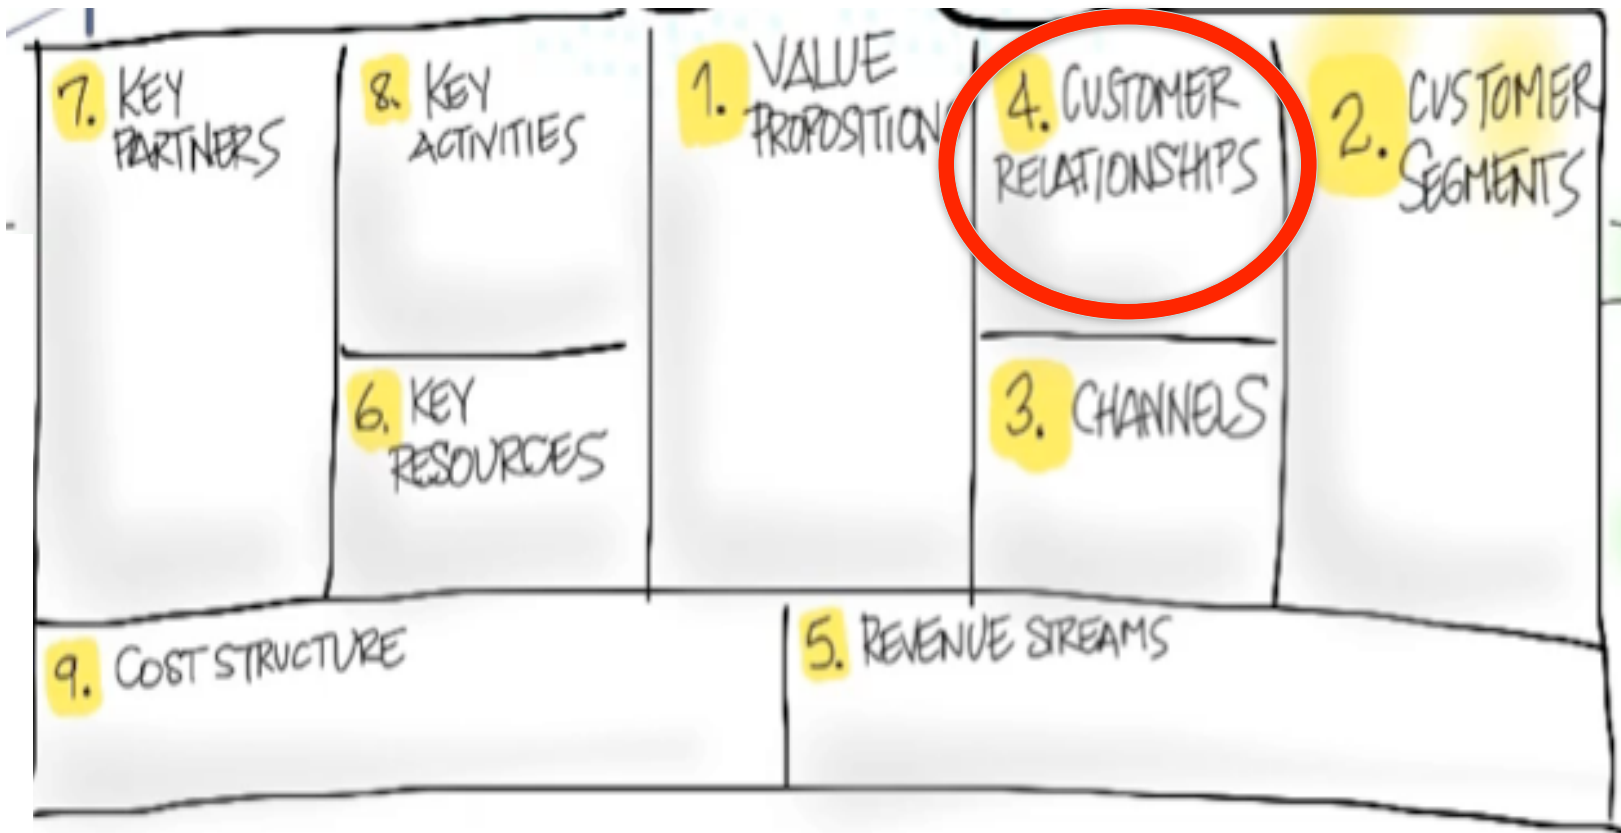 7. KEY
PARTNERS
8. KEY
ACTIVITIES
6. KEY
RESOURCES
1. VALUE
PROPOSITION
4. CUSTOMER
RELATIONSHIPS
3. CHANNELS
2. CUSTOMER
SEGMENTS
9. COST STRUCTURE
5. REVENUE STREAMS